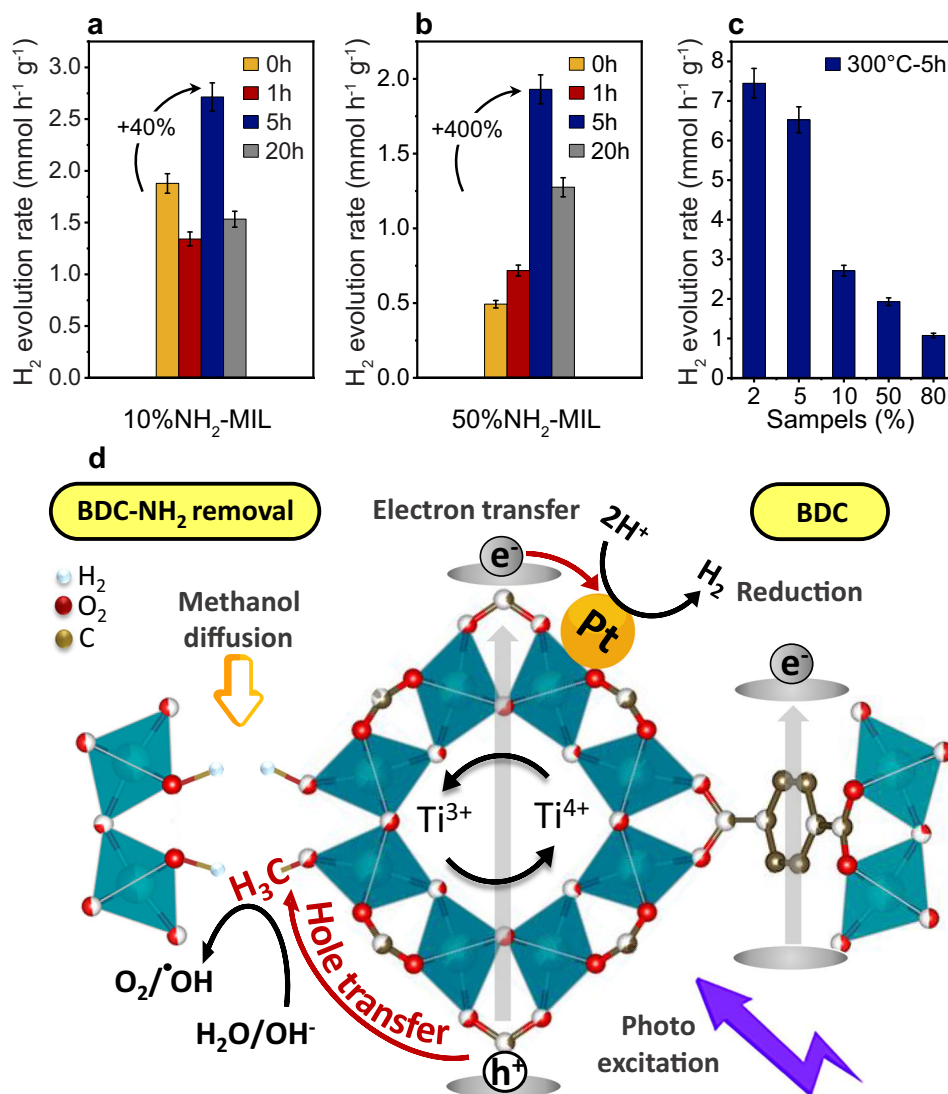 a
H₂ evolution rate (mmol h⁻¹ g⁻¹)
3.0
2.5
2.0
1.5
1.0
0.5
0.0
+40%
0h
1h
5h
20h
10%NH₂-MIL
b
H₂ evolution rate (mmol h⁻¹ g⁻¹)
2.0
1.5
1.0
0.5
0.0
+400%
0h
1h
5h
20h
50%NH₂-MIL
c
H₂ evolution rate (mmol h⁻¹ g⁻¹)
8
7
6
5
4
3
2
1
0
300°C-5h
2 5 10 50 80
Sampels (%)
d
BDC-NH₂ removal
Electron transfer
BDC
H₂
O₂
C
Methanol
diffusion
e⁻
2H⁺
H₂
Reduction
Pt
e⁻
Ti³⁺
Ti⁴⁺
H₃C
Hole transfer
O₂/•OH
H₂O/OH⁻
h⁺
Photo
excitation